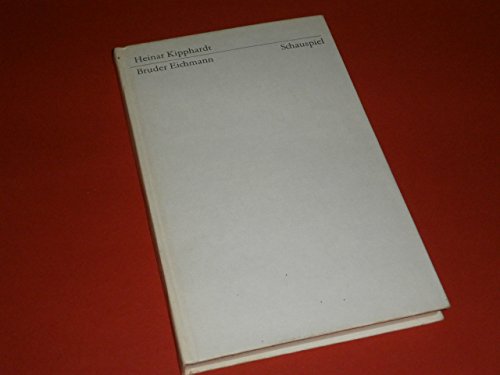 Heinar Kipphardt Schauspiel
Bruder Eichmann